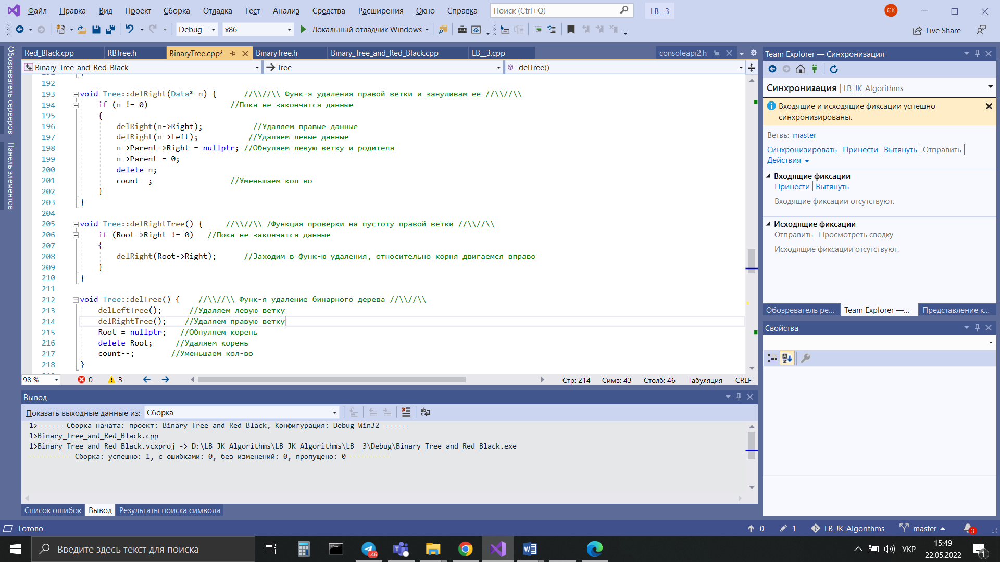 Файл Правка Вид Проект Сборка Отладка Тест Анализ Средства Расширения Окно Справка Поиск (Ctrl+Q) LB__3 ЄК
Debug x86 Локальный отладчик Windows Live Share
Обозреватель серверов
Панель элементов
Red_Black.cpp RBTree.h BinaryTree.cpp* BinaryTree.h Binary_Tree_and_Red_Black.cpp LB__3.cpp consoleapi2.h
Binary_Tree_and_Red_Black Tree delTree()
192
193 void Tree::delRight(Data* n) { //\\//\\ Функ-я удаления правой ветки и зануливам ее //\\//\\
194 if (n != 0) //Пока не закончатся данные
195 {
196 delRight(n->Right); //Удаляем правые данные
197 delRight(n->Left); //Удаляем левые данные
198 n->Parent->Right = nullptr; //Обнуляем левую ветку и родителя
199 n->Parent = 0;
200 delete n;
201 count--; //Уменьшаем кол-во
202 }
203 }
204
205 void Tree::delRightTree() { //\\//\\ /Функция проверки на пустоту правой ветки //\\//\\
206 if (Root->Right != 0) //Пока не закончатся данные
207 {
208 delRight(Root->Right); //Заходим в функ-ю удаления, относительно корня двигаемся вправо
209 }
210 }
211
212 void Tree::delTree() { //\\//\\ Функ-я удаление бинарного дерева //\\//\\
213 delLeftTree(); //Удаляем левую ветку
214 delRightTree(); //Удаляем правую ветку
215 Root = nullptr; //Обнуляем корень
216 delete Root; //Удаляем корень
217 count--; //Уменьшаем кол-во
218 }
98 % 0 3 Стр: 214 Симв: 43 Столб: 46 Табуляция CRLF
Вывод
Показать выходные данные из: Сборка
1>------ Сборка начата: проект: Binary_Tree_and_Red_Black, Конфигурация: Debug Win32 ------
1>Binary_Tree_and_Red_Black.cpp
1>Binary_Tree_and_Red_Black.vcxproj -> D:\LB_JK_Algorithms\LB_JK_Algorithms\LB__3\Debug\Binary_Tree_and_Red_Black.exe
========== Сборка: успешно: 1, с ошибками: 0, без изменений: 0, пропущено: 0 ==========
Список ошибок Вывод Результаты поиска символа
Team Explorer — Синхронизация
Синхронизация | LB_JK_Algorithms
Входящие и исходящие фиксации успешно
синхронизированы.
Ветвь: master
Синхронизировать Принести Вытянуть Отправить
Действия
Входящие фиксации
Принести Вытянуть
Входящие фиксации отсутствуют.
Исходящие фиксации
Отправить Просмотреть сводку
Исходящие фиксации отсутствуют.
Обозреватель ре... Team Explorer —... Представление к...
Свойства
Готово 0 1 LB_JK_Algorithms master 3
Введите здесь текст для поиска ..46 УКР 15:49
22.05.2022 1